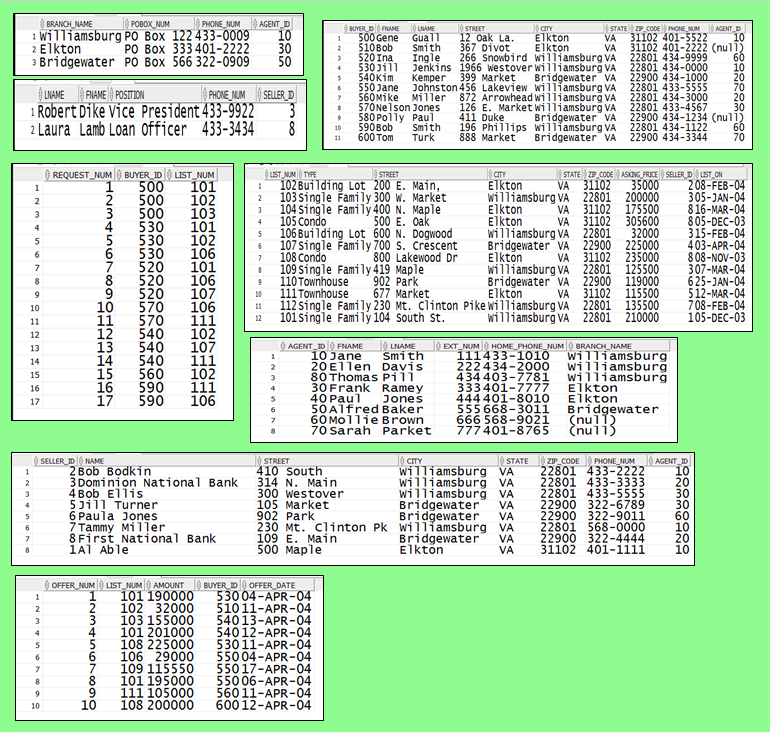 BRANCH_NAME POBOX_NUM PHONE_NUM AGENT_ID
1 Williamsburg PO Box 122 433-0009 10
2 Elkton PO Box 333 401-2222 30
3 Bridgewater PO Box 566 322-0909 50
BUYER_ID FNAME LNAME STREET CITY STATE ZIP_CODE PHONE_NUM AGENT_ID
1 500 Gene Guall 12 Oak La. Elkton VA 31102 401-5522 10
2 510 Bob Smith 367 Divot Elkton VA 31102 401-2222 (null)
3 520 Ina Ingle 266 Snowbird Williamsburg VA 22801 434-9999 60
4 530 Jill Jenkins 1966 Westover Williamsburg VA 22801 434-0000 10
5 540 Kim Kemper 399 Market Bridgewater VA 22900 434-1000 20
6 550 Jane Johnston 456 Lakeview Williamsburg VA 22801 433-5555 70
7 560 Mike Miller 872 Arrowhead Williamsburg VA 22801 434-3000 20
8 570 Nelson Jones 126 E. Market Williamsburg VA 22801 433-4567 30
9 580 Polly Paul 411 Duke Bridgewater VA 22900 434-1234 (null)
10 590 Bob Smith 196 Phillips Williamsburg VA 22801 434-1122 60
11 600 Tom Turk 888 Market Bridgewater VA 22900 434-3344 70
LNAME FNAME POSITION PHONE_NUM SELLER_ID
1 Robert Dike Vice President 433-9922 3
2 Laura Lamb Loan Officer 433-3434 8
REQUEST_NUM BUYER_ID LIST_NUM
1 1 500 101
2 2 500 102
3 3 500 103
4 4 530 101
5 5 530 102
6 6 530 106
7 7 520 101
8 8 520 106
9 9 520 107
10 10 570 106
11 11 570 111
12 12 540 102
13 13 540 107
14 14 540 111
15 15 560 102
16 16 590 111
17 17 590 106
LIST_NUM TYPE STREET CITY STATE ZIP_CODE ASKING_PRICE SELLER_ID LIST_ON
1 102 Building Lot 200 E. Main, Elkton VA 31102 35000 2 08-FEB-04
2 103 Single Family 300 W. Market Williamsburg VA 22801 200000 3 05-JAN-04
3 104 Single Family 400 N. Maple Elkton VA 31102 175500 8 16-MAR-04
4 105 Condo 500 E. Oak Elkton VA 31102 305600 8 05-DEC-03
5 106 Building Lot 600 N. Dogwood Williamsburg VA 22801 32000 3 15-FEB-04
6 107 Single Family 700 S. Crescent Bridgewater VA 22900 225000 4 03-APR-04
7 108 Condo 800 Lakewood Dr Elkton VA 31102 235000 8 08-NOV-03
8 109 Single Family 419 Maple Williamsburg VA 22801 125500 3 07-MAR-04
9 110 Townhouse 902 Park Bridgewater VA 22900 119000 6 25-JAN-04
10 111 Townhouse 677 Market Elkton VA 31102 115500 5 12-MAR-04
11 112 Single Family 230 Mt. Clinton Pike Williamsburg VA 22801 135500 7 08-FEB-04
12 101 Single Family 104 South St. Williamsburg VA 22801 210000 1 05-DEC-03
AGENT_ID FNAME LNAME EXT_NUM HOME_PHONE_NUM BRANCH_NAME
1 10 Jane Smith 111 433-1010 Williamsburg
2 20 Ellen Davis 222 434-2000 Williamsburg
3 80 Thomas Pill 434 403-7781 Williamsburg
4 30 Frank Ramey 333 401-7777 Elkton
5 40 Paul Jones 444 401-8010 Elkton
6 50 Alfred Baker 555 668-3011 Bridgewater
7 60 Mollie Brown 666 568-9021 (null)
8 70 Sarah Parket 777 401-8765 (null)
SELLER_ID NAME STREET CITY STATE ZIP_CODE PHONE_NUM AGENT_ID
1 2 Bob Bodkin 410 South Williamsburg VA 22801 433-2222 10
2 3 Dominion National Bank 314 N. Main Williamsburg VA 22801 433-3333 20
3 4 Bob Ellis 300 Westover Williamsburg VA 22801 433-5555 30
4 5 Jill Turner 105 Market Bridgewater VA 22900 322-6789 30
5 6 Paula Jones 902 Park Bridgewater VA 22900 322-9011 60
6 7 Tammy Miller 230 Mt. Clinton Pk Williamsburg VA 22801 568-0000 10
7 8 First National Bank 109 E. Main Bridgewater VA 22900 322-4444 20
8 1 Al Able 500 Maple Elkton VA 31102 401-1111 10
OFFER_NUM LIST_NUM AMOUNT BUYER_ID OFFER_DATE
1 1 101 190000 530 04-APR-04
2 2 102 32000 510 11-APR-04
3 3 103 155000 540 13-APR-04
4 4 101 201000 540 12-APR-04
5 5 108 225000 530 11-APR-04
6 6 106 29000 550 04-APR-04
7 7 109 115550 550 17-APR-04
8 8 101 195000 550 06-APR-04
9 9 111 105000 560 11-APR-04
10 10 108 200000 600 12-APR-04